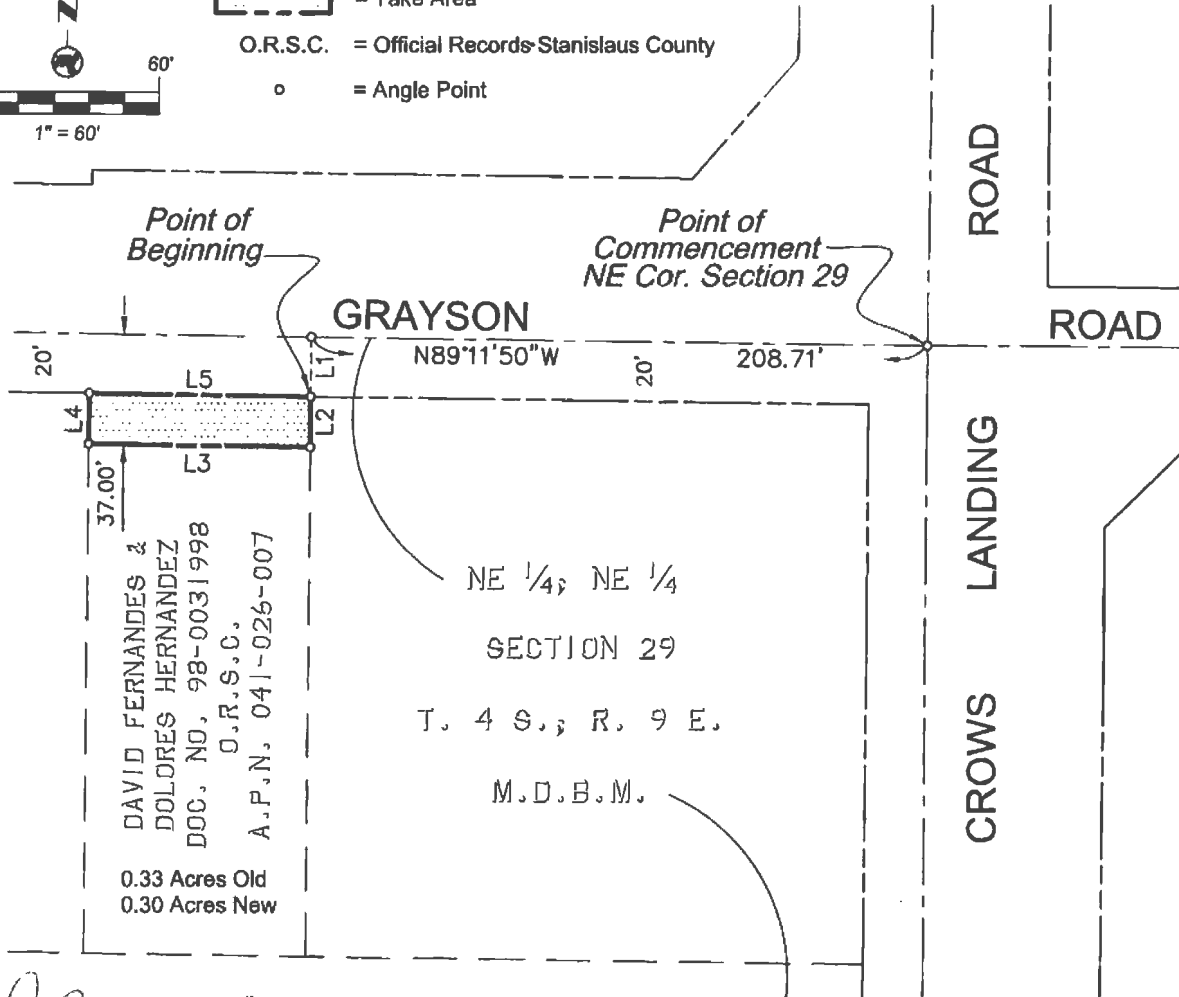 N
= Take Area
O.R.S.C. = Official Records Stanislaus County
60'
1" = 60'
o = Angle Point
ROAD
Point of
Beginning
Point of
Commencement
NE Cor. Section 29
GRAYSON
ROAD
20'
L1
N89°11'50"W
20'
208.71'
L5
L4
L2
L3
37.00'
LANDING
CROWS
DAVID FERNANDES &
DOLORES HERNANDEZ
DOC. NO. 98-0031998
O.R.S.C.
A.P.N. 041-026-007
NE 1/4, NE 1/4
SECTION 29
T. 4 S., R. 9 E.
M.D.B.M.
0.33 Acres Old
0.30 Acres New